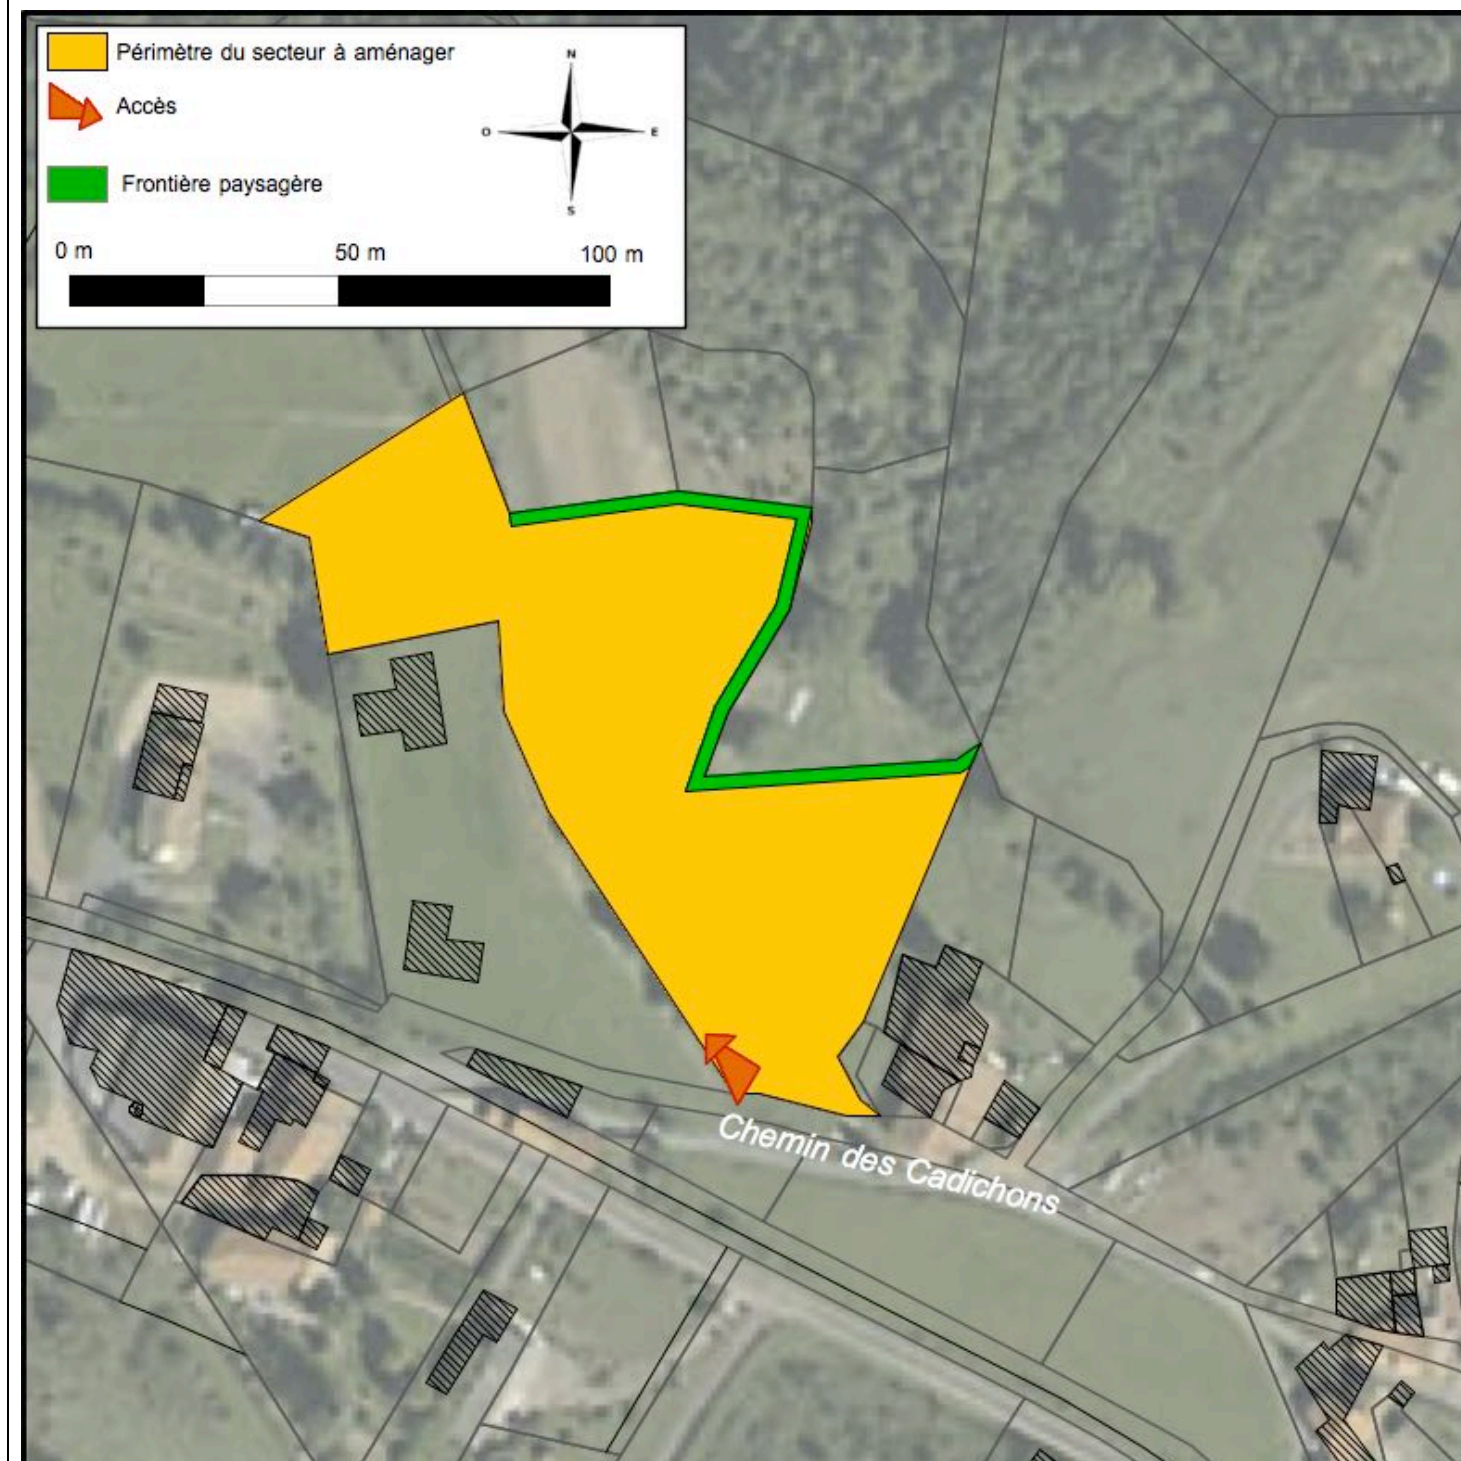 Périmètre du secteur à aménager
Accès
Frontière paysagère
N
O E
S
0 m 50 m 100 m
Chemin des Cadichons